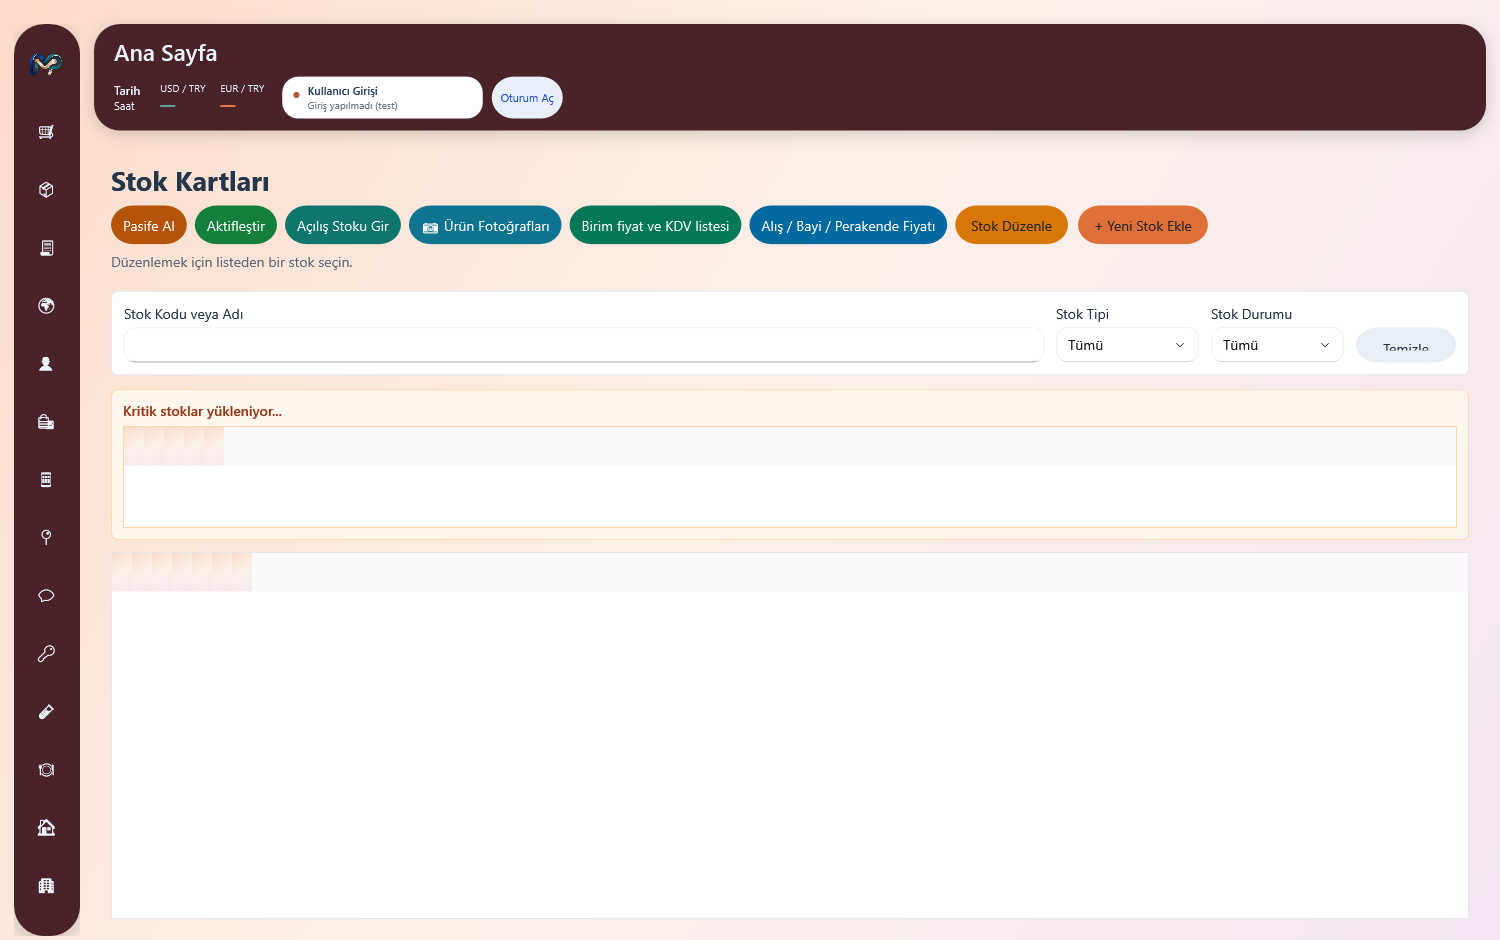 Ana Sayfa
Tarih
Saat
USD / TRY
EUR / TRY
Kullanıcı Girişi
Giriş yapılmadı (test)
Oturum Aç
Stok Kartları
Pasife Al
Aktifleştir
Açılış Stoku Gir
Ürün Fotoğrafları
Birim fiyat ve KDV listesi
Alış / Bayi / Perakende Fiyatı
Stok Düzenle
+ Yeni Stok Ekle
Düzenlemek için listeden bir stok seçin.
Stok Kodu veya Adı
Stok Tipi
Stok Durumu
Tümü
Tümü
Temizle
Kritik stoklar yükleniyor...